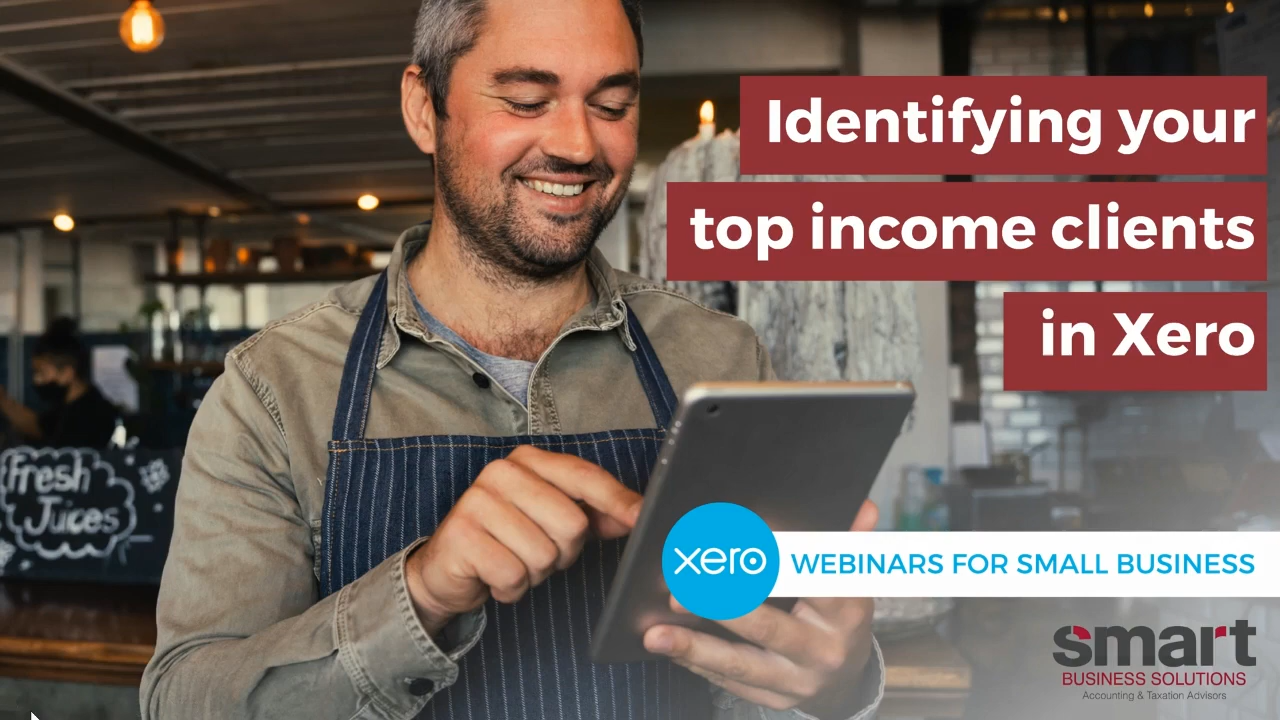 Identifying your
top income clients
in Xero
Fresh
Juices
xero
WEBINARS FOR SMALL BUSINESS
smart
BUSINESS SOLUTIONS
Accounting & Taxation Advisors